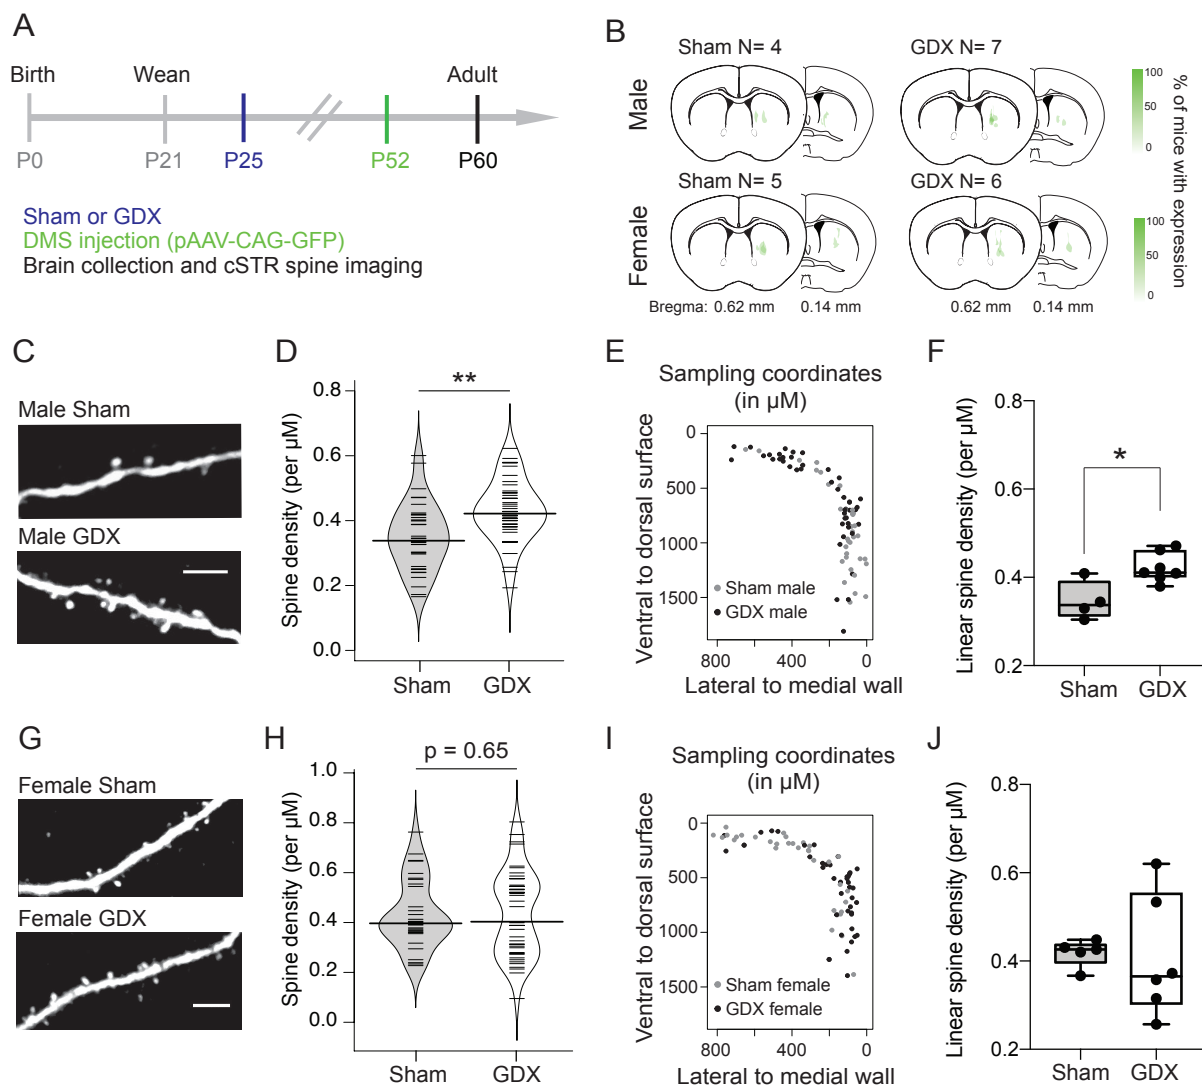 A
Birth
Wean
Adult
P0
P21
P25
P52
P60
Sham or GDX
DMS injection (pAAV-CAG-GFP)
Brain collection and cSTR spine imaging
B
Sham N= 4
GDX N= 7
Male
Sham N= 5
GDX N= 6
Female
Bregma: 0.62 mm
0.14 mm
0.62 mm
0.14 mm
100
50
0
100
50
0
% of mice with expression
C
Male Sham
Male GDX
D
Spine density (per µM)
0.8
0.6
0.4
0.2
0.0
**
Sham
GDX
E
Sampling coordinates
(in µM)
Ventral to dorsal surface
0
500
1000
1500
Sham male
GDX male
800
400
0
Lateral to medial wall
F
Linear spine density (per µM)
0.8
0.6
0.4
0.2
*
Sham
GDX
G
Female Sham
Female GDX
H
Spine density (per µM)
1.0
0.8
0.6
0.4
0.2
0.0
p = 0.65
Sham
GDX
I
Sampling coordinates
(in µM)
Ventral to dorsal surface
0
500
1000
1500
Sham female
GDX female
800
400
0
Lateral to medial wall
J
Linear spine density (per µM)
0.8
0.6
0.4
0.2
Sham
GDX